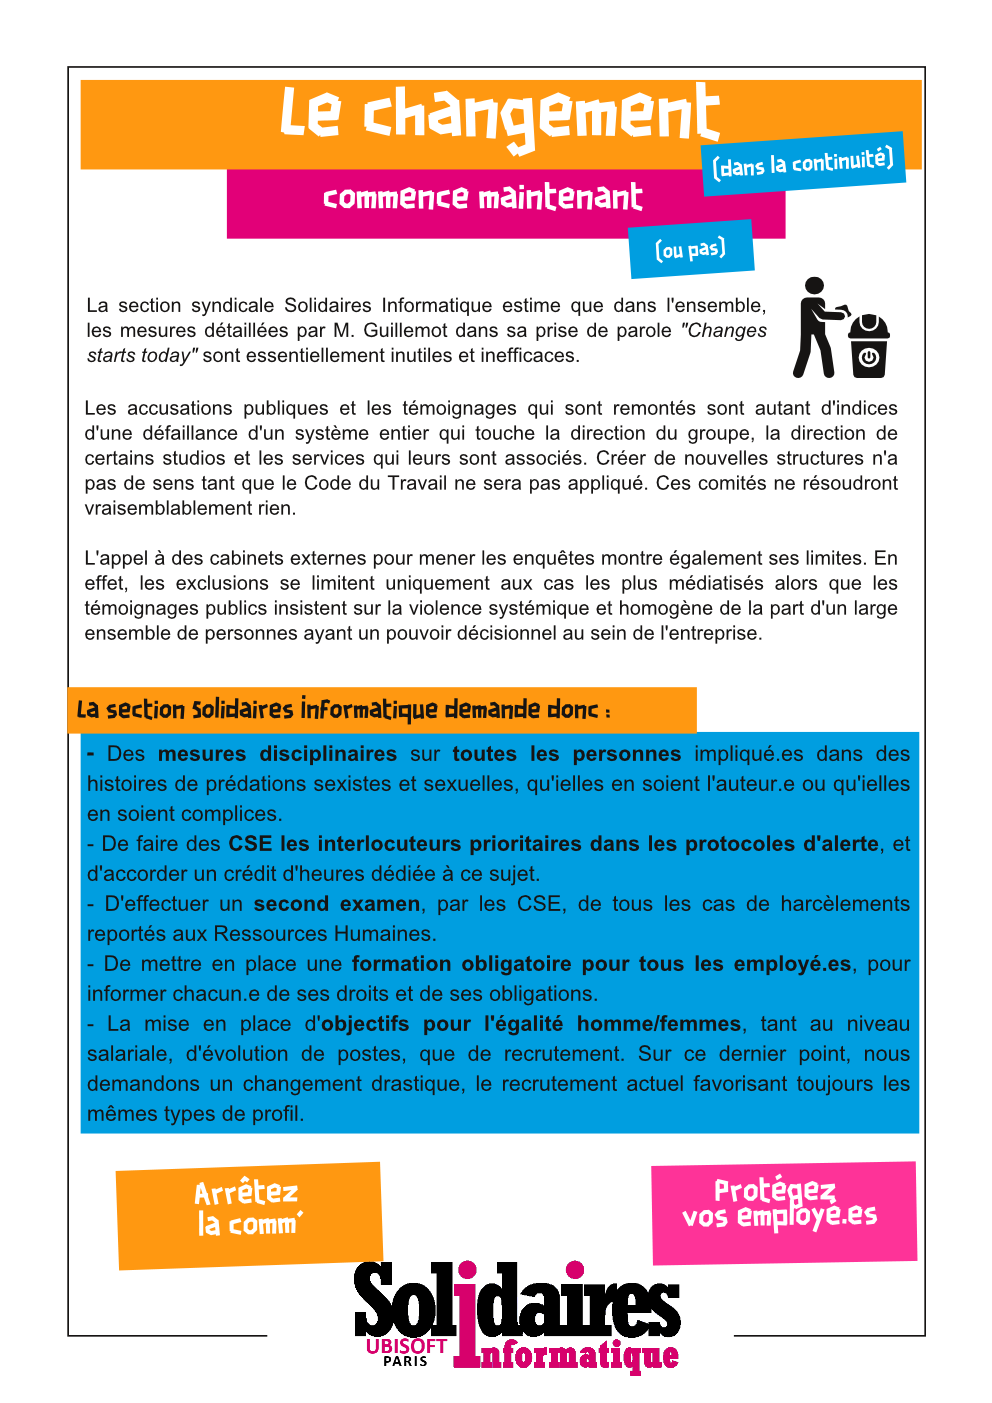 Le changement
(dans la continuité)
commence maintenant
(ou pas)
La section syndicale Solidaires Informatique estime que dans l'ensemble,
les mesures détaillées par M. Guillemot dans sa prise de parole "Changes
starts today" sont essentiellement inutiles et inefficaces.
Les accusations publiques et les témoignages qui sont remontés sont autant d'indices
d'une défaillance d'un système entier qui touche la direction du groupe, la direction de
certains studios et les services qui leurs sont associés. Créer de nouvelles structures n'a
pas de sens tant que le Code du Travail ne sera pas appliqué. Ces comités ne résoudront
vraisemblablement rien.
L'appel à des cabinets externes pour mener les enquêtes montre également ses limites. En
effet, les exclusions se limitent uniquement aux cas les plus médiatisés alors que les
témoignages publics insistent sur la violence systémique et homogène de la part d'un large
ensemble de personnes ayant un pouvoir décisionnel au sein de l'entreprise.
La section Solidaires Informatique demande donc :
- Des mesures disciplinaires sur toutes les personnes impliqué.es dans des
histoires de prédations sexistes et sexuelles, qu'ielles en soient l'auteur.e ou qu'ielles
en soient complices.
- De faire des CSE les interlocuteurs prioritaires dans les protocoles d'alerte, et
d'accorder un crédit d'heures dédiée à ce sujet.
- D'effectuer un second examen, par les CSE, de tous les cas de harcèlements
reportés aux Ressources Humaines.
- De mettre en place une formation obligatoire pour tous les employé.es, pour
informer chacun.e de ses droits et de ses obligations.
- La mise en place d'objectifs pour l'égalité homme/femmes, tant au niveau
salariale, d'évolution de postes, que de recrutement. Sur ce dernier point, nous
demandons un changement drastique, le recrutement actuel favorisant toujours les
mêmes types de profil.
Arrêtez
la comm'
Protégez
vos employé.es
Solidaires
Informatique
UBISOFT
PARIS